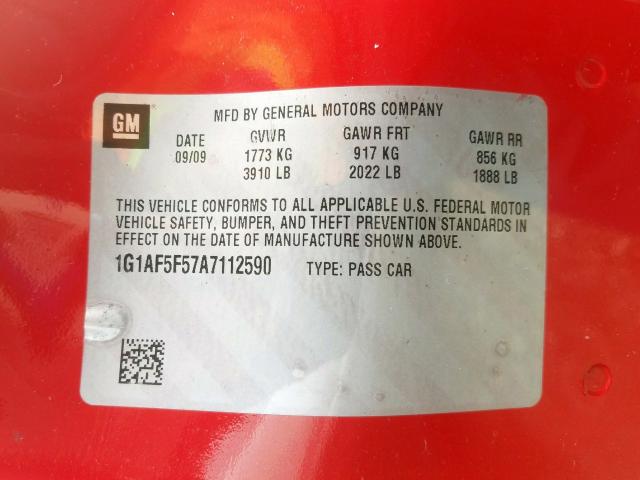 GM
MFD BY GENERAL MOTORS COMPANY
DATE GVWR GAWR FRT GAWR RR
09/09 1773 KG 917 KG 856 KG
3910 LB 2022 LB 1888 LB
THIS VEHICLE CONFORMS TO ALL APPLICABLE U.S. FEDERAL MOTOR
VEHICLE SAFETY, BUMPER, AND THEFT PREVENTION STANDARDS IN
EFFECT ON THE DATE OF MANUFACTURE SHOWN ABOVE.
1G1AF5F57A7112590 TYPE: PASS CAR